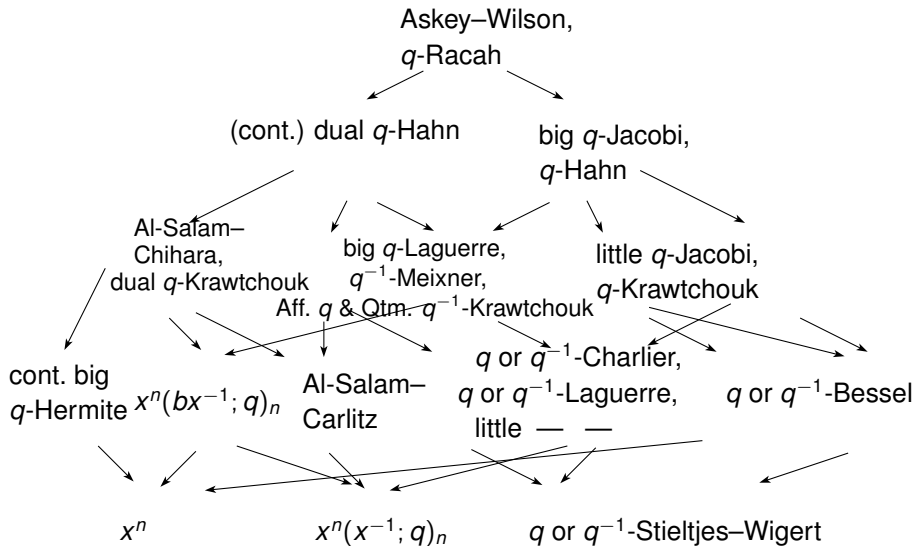 Askey–Wilson,
q-Racah
(cont.) dual q-Hahn
big q-Jacobi,
q-Hahn
Al-Salam–
Chihara,
dual q-Krawtchouk
big q-Laguerre,
q⁻¹-Meixner,
Aff. q & Qtm. q⁻¹-Krawtchouk
little q-Jacobi,
q-Krawtchouk
cont. big
q-Hermite
xⁿ(bx⁻¹; q)ₙ
Al-Salam–
Carlitz
q or q⁻¹-Charlier,
q or q⁻¹-Laguerre,
little — —
q or q⁻¹-Bessel
xⁿ
xⁿ(x⁻¹; q)ₙ
q or q⁻¹-Stieltjes–Wigert